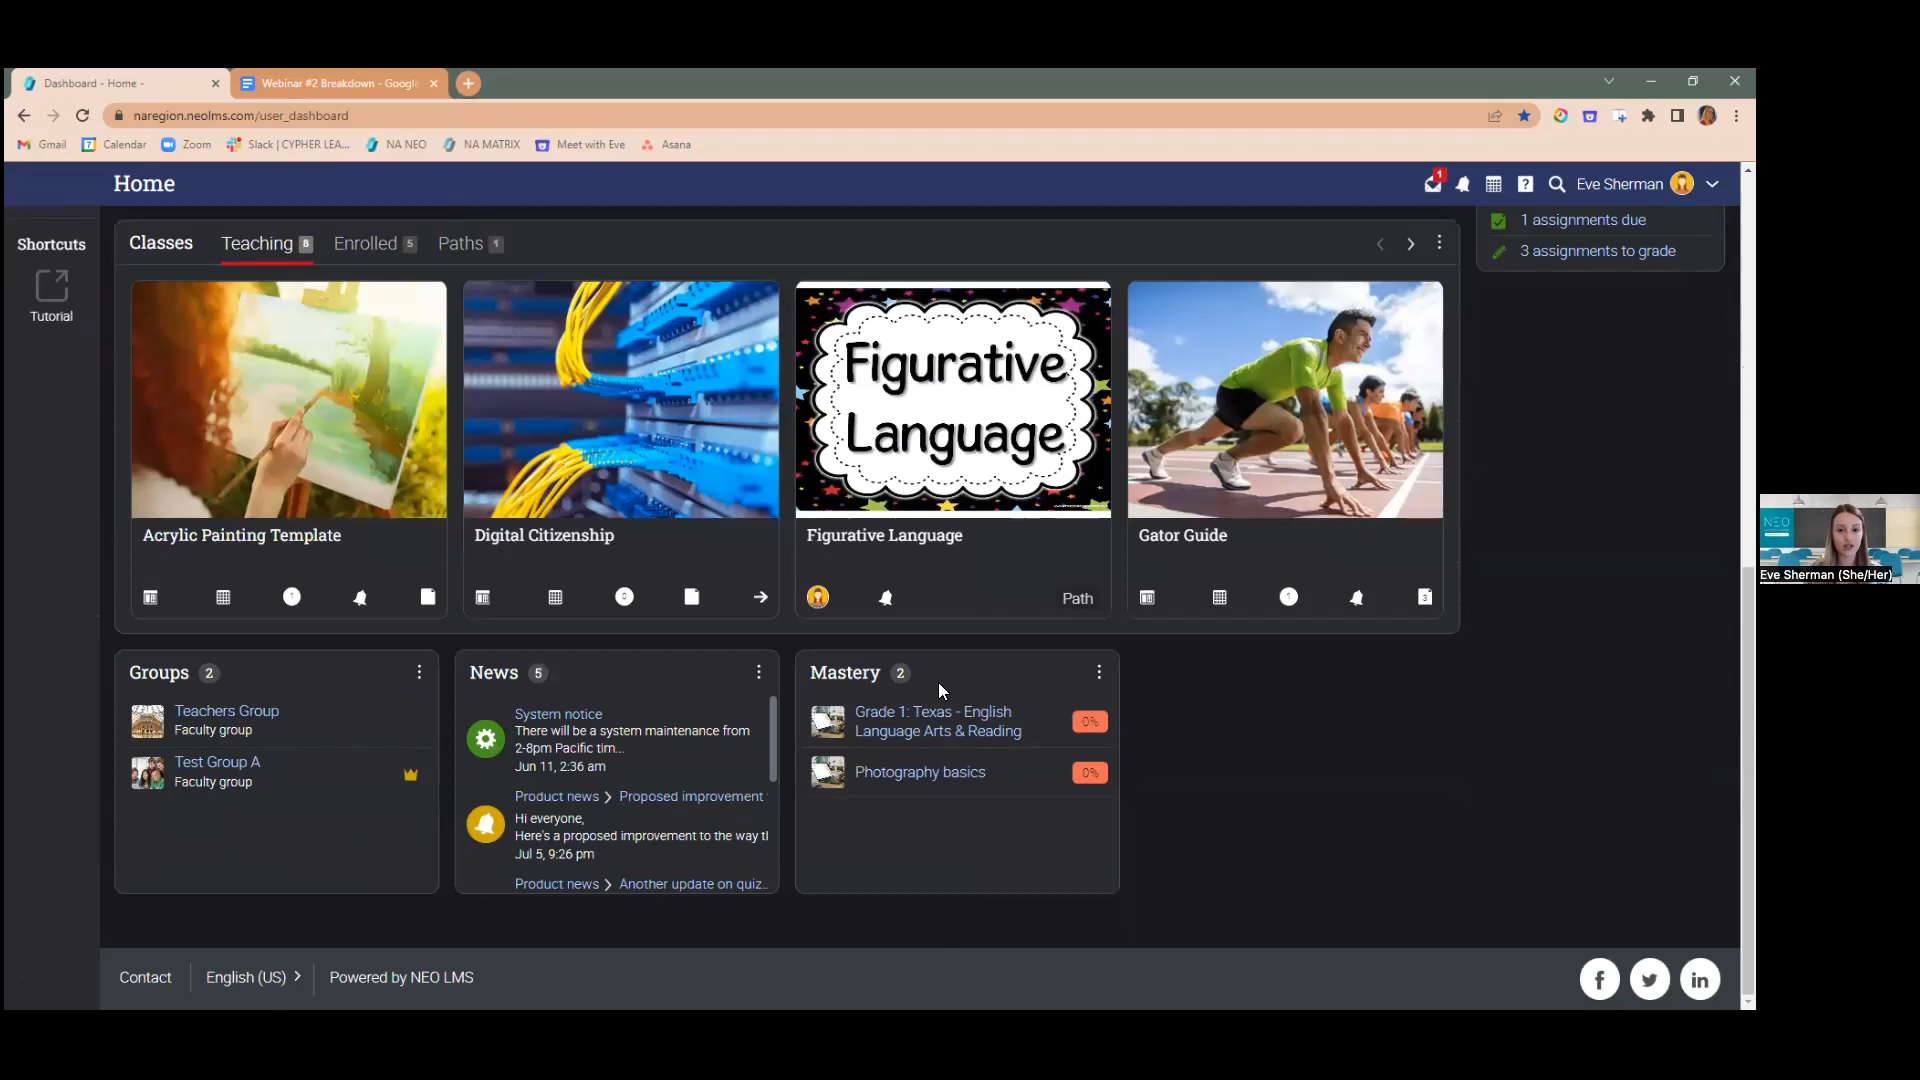 Dashboard - Home -
Webinar #2 Breakdown - Google
naregion.neolms.com/user_dashboard
Gmail
Calendar
Zoom
Slack | CYPHER LEA...
NA NEO
NA MATRIX
Meet with Eve
Asana
Home
1
Eve Sherman
Shortcuts
Tutorial
Classes
Teaching 8
Enrolled 5
Paths 1
1 assignments due
3 assignments to grade
Figurative
Language
Acrylic Painting Template
Digital Citizenship
Figurative Language
Gator Guide
1
0
Path
1
3
Groups 2
Teachers Group
Faculty group
Test Group A
Faculty group
News 5
System notice
There will be a system maintenance from
2-8pm Pacific tim...
Jun 11, 2:36 am
Product news > Proposed improvement
Hi everyone,
Here's a proposed improvement to the way tl
Jul 5, 9:26 pm
Product news > Another update on quiz...
Mastery 2
Grade 1: Texas - English
Language Arts & Reading
0%
Photography basics
0%
Contact
English (US) >
Powered by NEO LMS
NEO
Eve Sherman (She/Her)